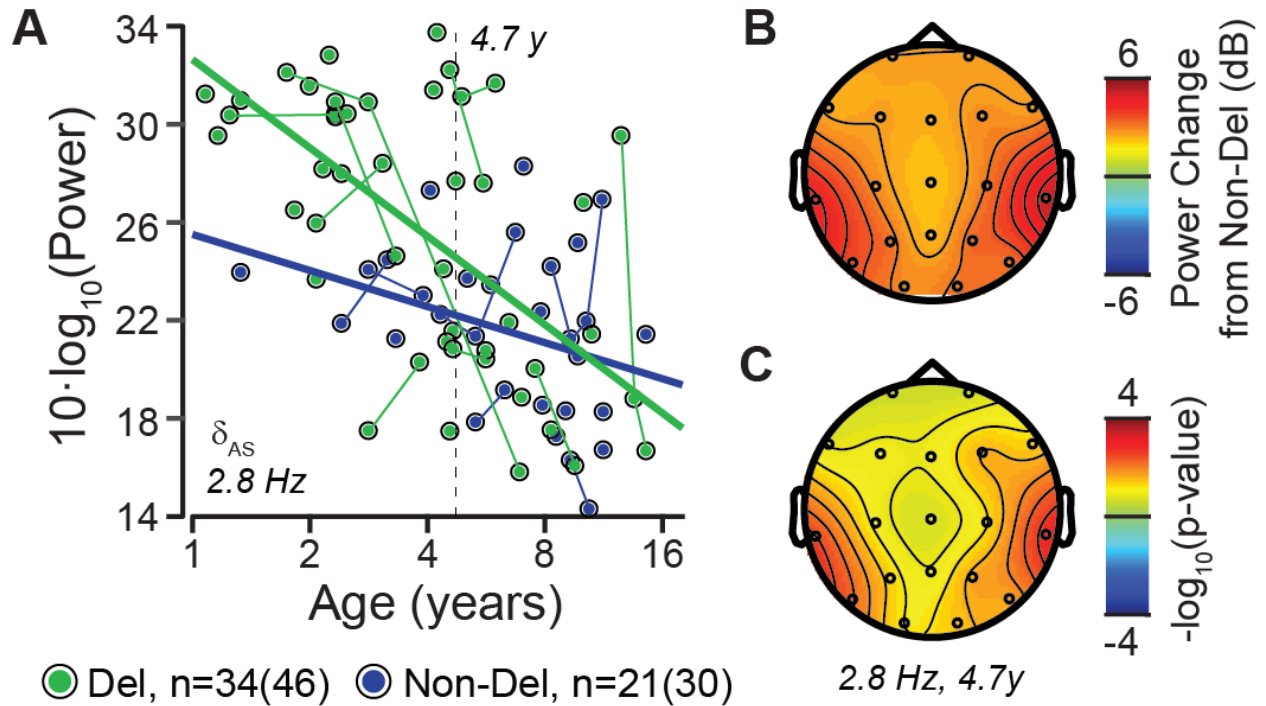 A
34
30
26
22
18
14
10·log₁₀(Power)
4.7 y
δAS
2.8 Hz
1 2 4 8 16
Age (years)
Del, n=34(46) Non-Del, n=21(30)
B
6
-6
Power Change
from Non-Del (dB)
C
4
-4
-log₁₀(p-value)
2.8 Hz, 4.7y